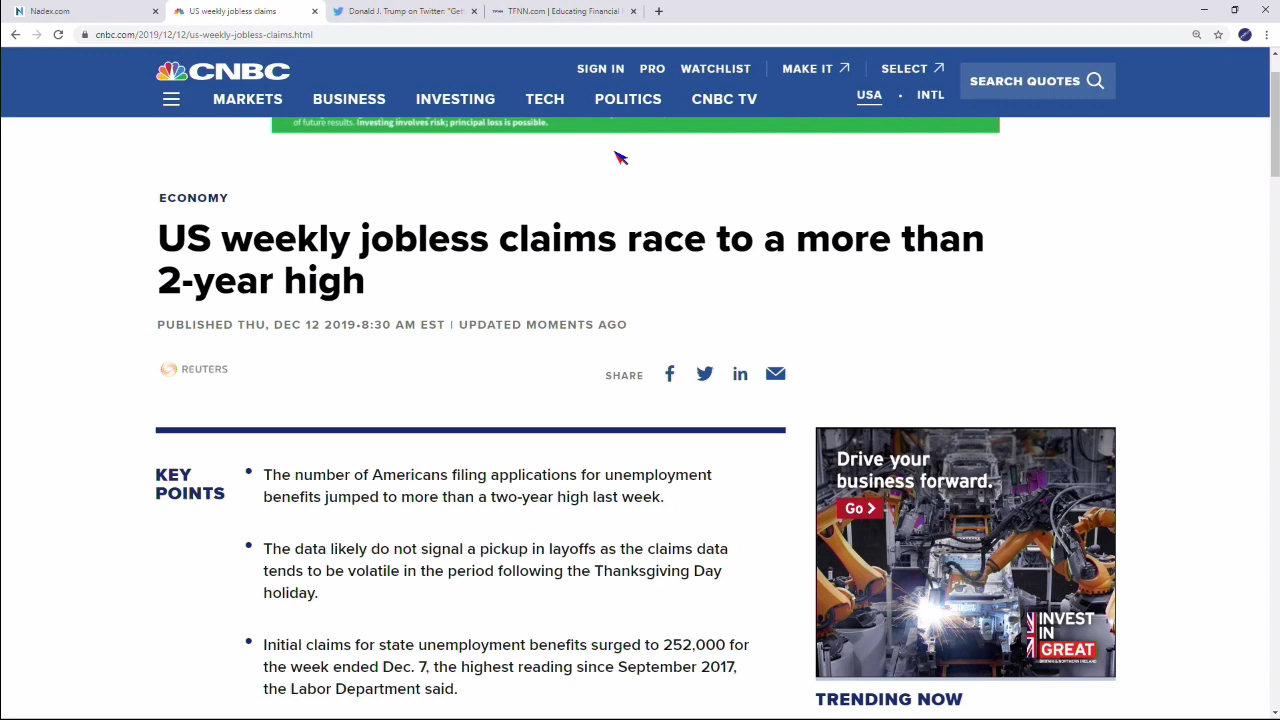 Nadex.com
US weekly jobless claims
Donald J. Trump on Twitter: "Gett
TFNN.com | Educating Financial I
cnbc.com/2019/12/12/us-weekly-jobless-claims.html
CNBC
SIGN IN PRO WATCHLIST MAKE IT SELECT
SEARCH QUOTES
MARKETS BUSINESS INVESTING TECH POLITICS CNBC TV
USA • INTL
of future results. Investing involves risk; principal loss is possible.
ECONOMY
US weekly jobless claims race to a more than
2-year high
PUBLISHED THU, DEC 12 2019•8:30 AM EST | UPDATED MOMENTS AGO
REUTERS
SHARE
KEY
POINTS
• The number of Americans filing applications for unemployment
benefits jumped to more than a two-year high last week.
• The data likely do not signal a pickup in layoffs as the claims data
tends to be volatile in the period following the Thanksgiving Day
holiday.
• Initial claims for state unemployment benefits surged to 252,000 for
the week ended Dec. 7, the highest reading since September 2017,
the Labor Department said.
Drive your
business forward.
Go
INVEST
IN
GREAT
BRITAIN & NORTHERN IRELAND
TRENDING NOW